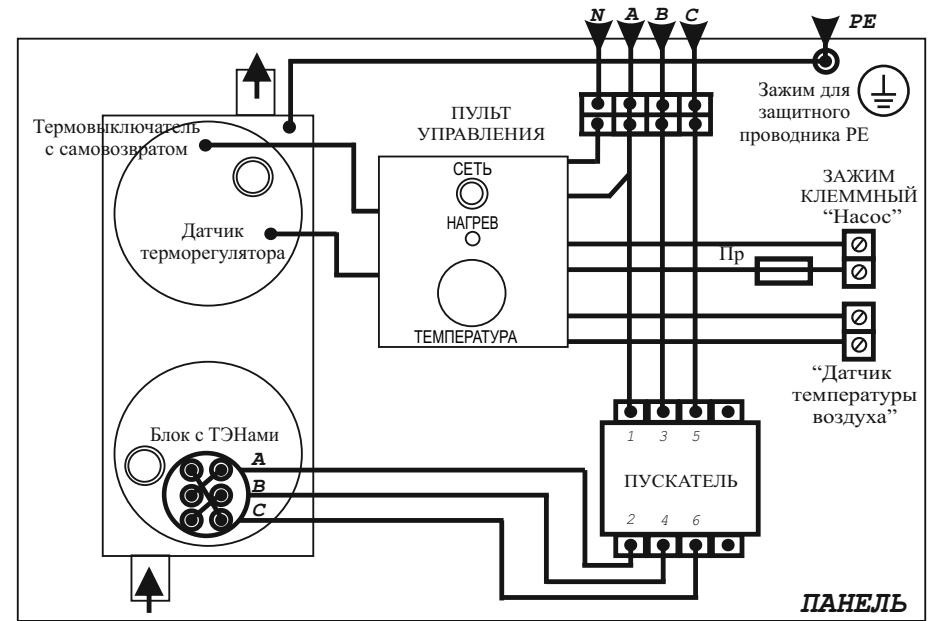 N A B C PE
Зажим для
защитного
проводника PE
ПУЛЬТ
УПРАВЛЕНИЯ
Термовыключатель
с самовозвратом
СЕТЬ
НАГРЕВ
ТЕМПЕРАТУРА
Датчик
терморегулятора
ЗАЖИМ
КЛЕММНЫЙ
“Насос”
Пр
“Датчик
температуры
воздуха”
Блок с ТЭНами
A
B
C
1 3 5
ПУСКАТЕЛЬ
2 4 6
ПАНЕЛЬ